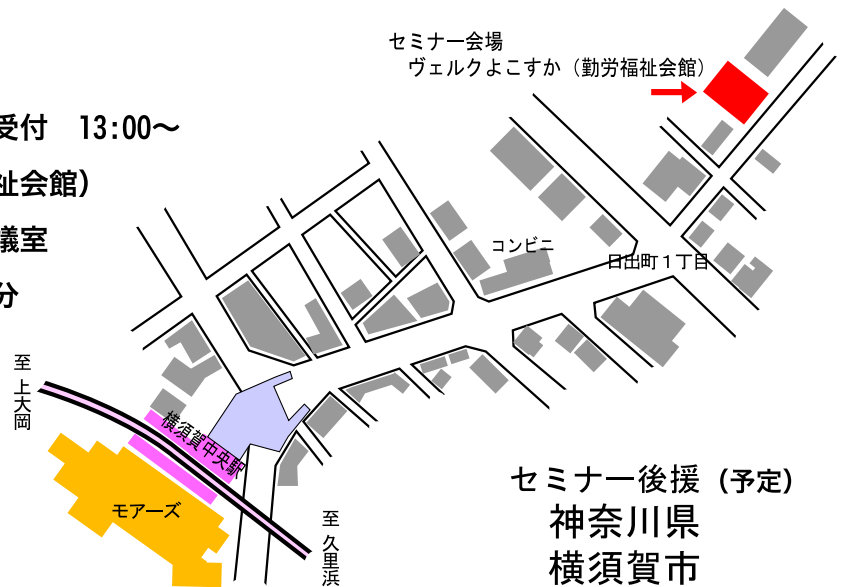 セミナー会場
ヴェルクよこすか（勤労福祉会館）
受付　13:00～
祉会館）
議室
分
コンビニ
日出町１丁目
至 上大岡
横須賀中央駅
モアーズ
至 久里浜
セミナー後援（予定）
神奈川県
横須賀市